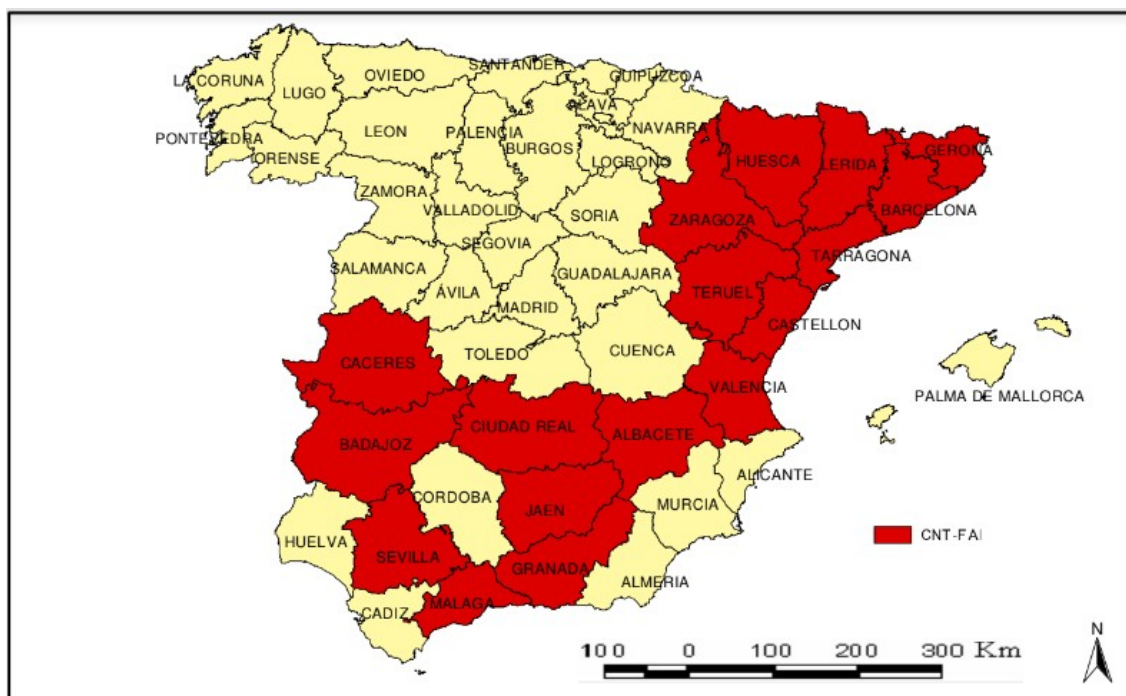 SANTANDER
GUIPUZCOA
LA CORUNA
OVIEDO
LUGO
ALAVA
NAVARRA
LEON
PALENCIA
BURGOS
PONTEVEDRA
ORENSE
LOGRONO
HUESCA
LERIDA
GERONA
ZAMORA
VALLADOLID
SORIA
ZARAGOZA
BARCELONA
SEGOVIA
SALAMANCA
GUADALAJARA
TARRAGONA
ÁVILA
MADRID
TERUEL
CASTELLON
TOLEDO
CUENCA
CACERES
VALENCIA
PALMA DE MALLORCA
CIUDAD REAL
ALBACETE
BADAJOZ
ALICANTE
CORDOBA
MURCIA
JAEN
HUELVA
SEVILLA
GRANADA
ALMERIA
MALAGA
CADIZ
CNT-FAI
N
100 0 100 200 300 Km